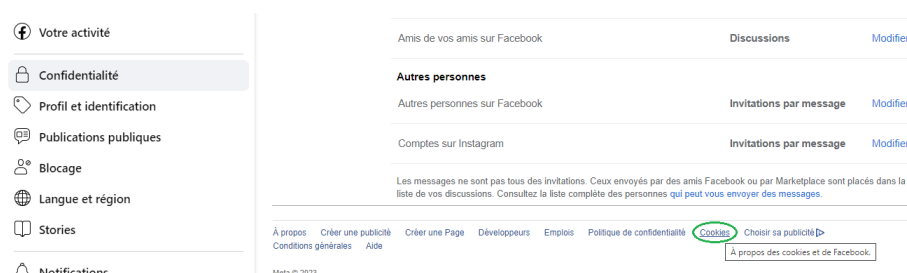 Votre activité
Confidentialité
Profil et identification
Publications publiques
Blocage
Langue et région
Stories
Notifications
Amis de vos amis sur Facebook Discussions Modifier
Autres personnes
Autres personnes sur Facebook Invitations par message Modifier
Comptes sur Instagram Invitations par message Modifier
Les messages ne sont pas tous des invitations. Ceux envoyés par des amis Facebook ou par Marketplace sont placés dans la
liste de vos discussions. Consultez la liste complète des personnes qui peut vous envoyer des messages.
À propos Créer une publicité Créer une Page Développeurs Emplois Politique de confidentialité Cookies Choisir sa publicité
Conditions générales Aide
À propos des cookies et de Facebook.
Meta © 2023